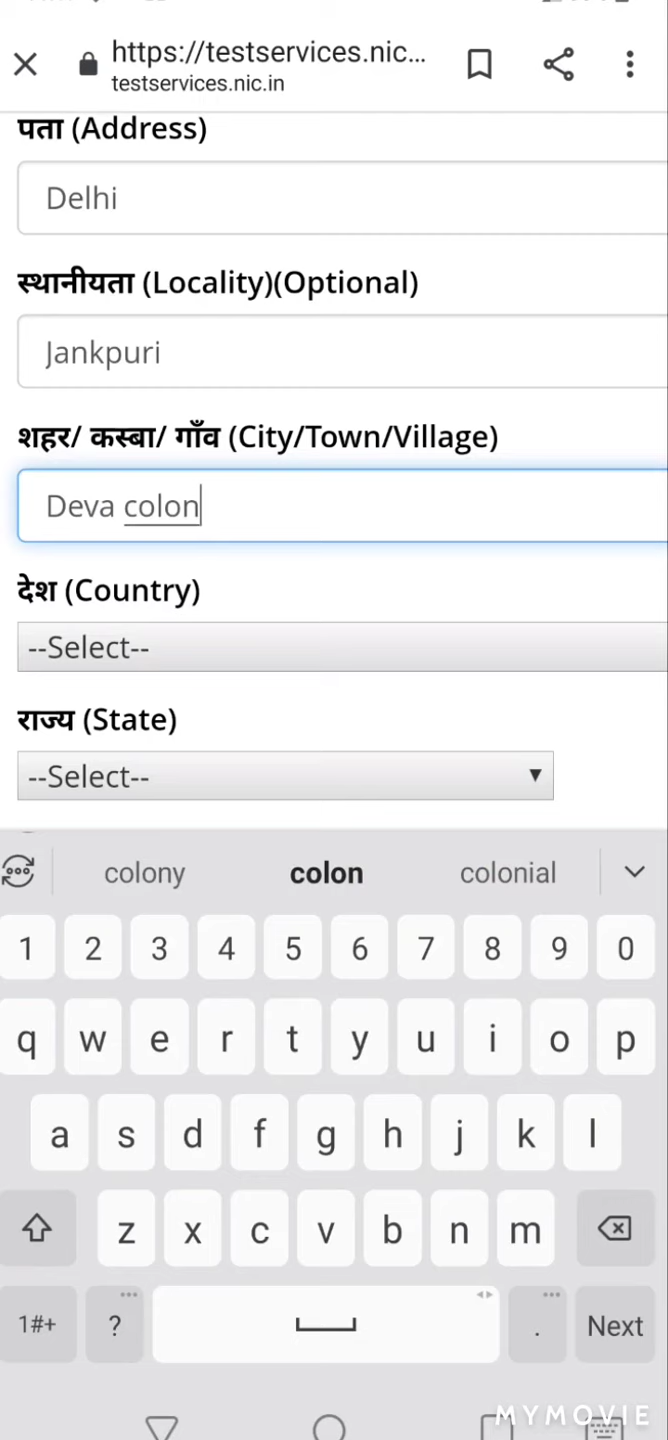 https://testservices.nic...
testservices.nic.in
पता (Address)
Delhi
स्थानीयता (Locality)(Optional)
Jankpuri
शहर/ कस्बा/ गाँव (City/Town/Village)
Deva colon
देश (Country)
--Select--
राज्य (State)
--Select--
colony colon colonial
1 2 3 4 5 6 7 8 9 0
q w e r t y u i o p
a s d f g h j k l
z x c v b n m
1#+ ? . Next
MYMOVIE